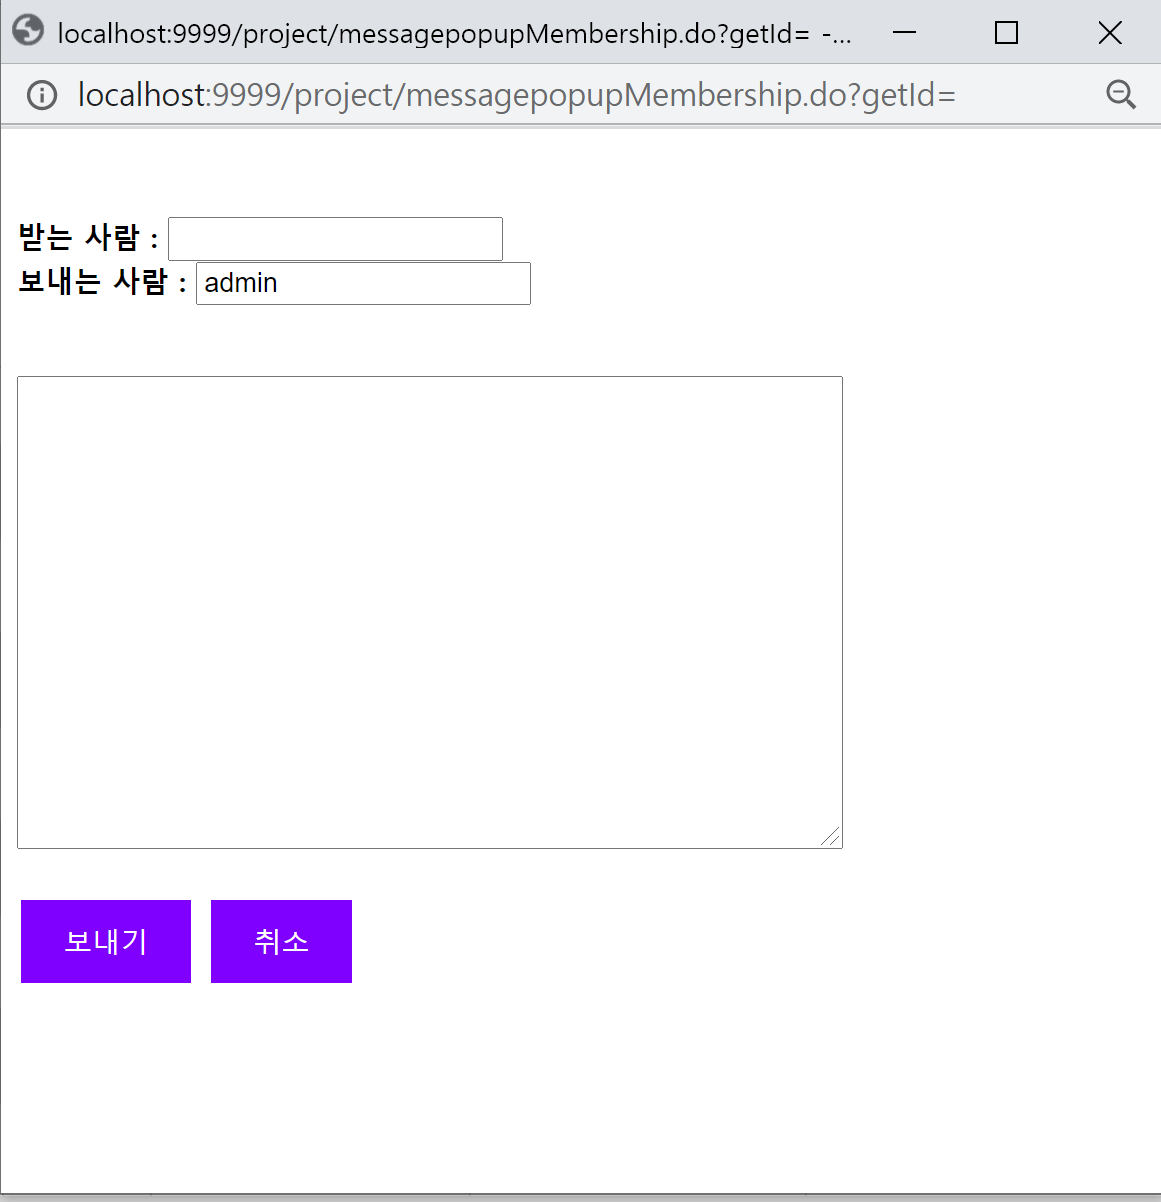 localhost:9999/project/messagepopupMembership.do?getId= -...
localhost:9999/project/messagepopupMembership.do?getId=
받는 사람 :
보내는 사람 : admin
보내기 취소